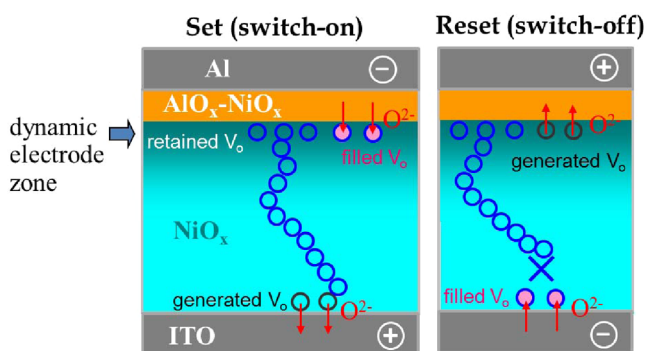 Set (switch-on)
Reset (switch-off)
Al
−
+
AlOx-NiOx
O2-
O2-
dynamic
electrode
zone
retained Vo
filled Vo
generated Vo
NiOx
generated Vo
O2-
filled Vo
O2-
ITO
+
−